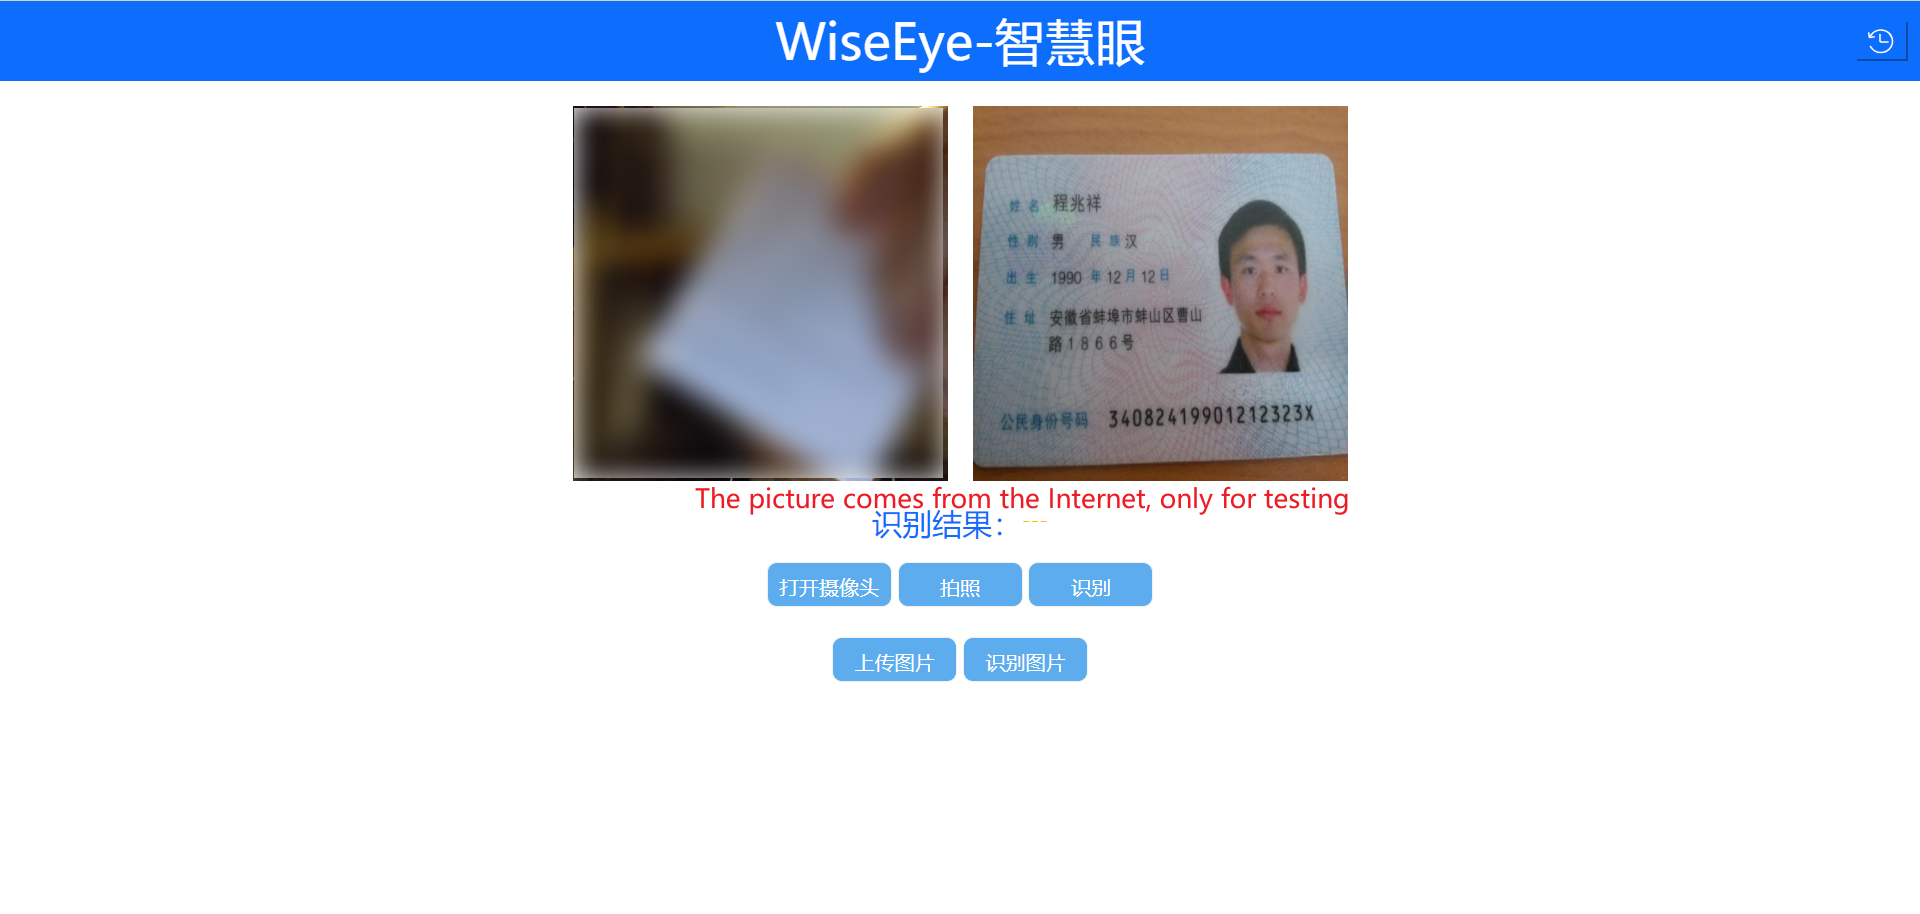 WiseEye-智慧眼
姓名 程兆祥
性别 男 民族 汉
出生 1990 年 12 月 12 日
住址 安徽省蚌埠市蚌山区曹山
路1866号
公民身份号码 34082419901212323X
The picture comes from the Internet, only for testing
识别结果： ---
打开摄像头 拍照 识别
上传图片 识别图片